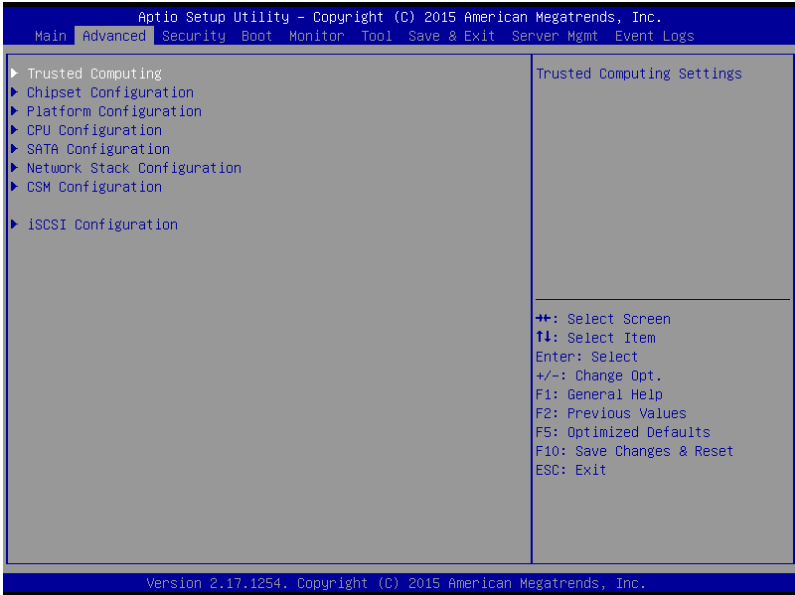 Aptio Setup Utility – Copyright (C) 2015 American Megatrends, Inc.
Main Advanced Security Boot Monitor Tool Save & Exit Server Mgmt Event Logs
Trusted Computing
Chipset Configuration
Platform Configuration
CPU Configuration
SATA Configuration
Network Stack Configuration
CSM Configuration
iSCSI Configuration
Trusted Computing Settings
→←: Select Screen
↑↓: Select Item
Enter: Select
+/-: Change Opt.
F1: General Help
F2: Previous Values
F5: Optimized Defaults
F10: Save Changes & Reset
ESC: Exit
Version 2.17.1254. Copyright (C) 2015 American Megatrends, Inc.